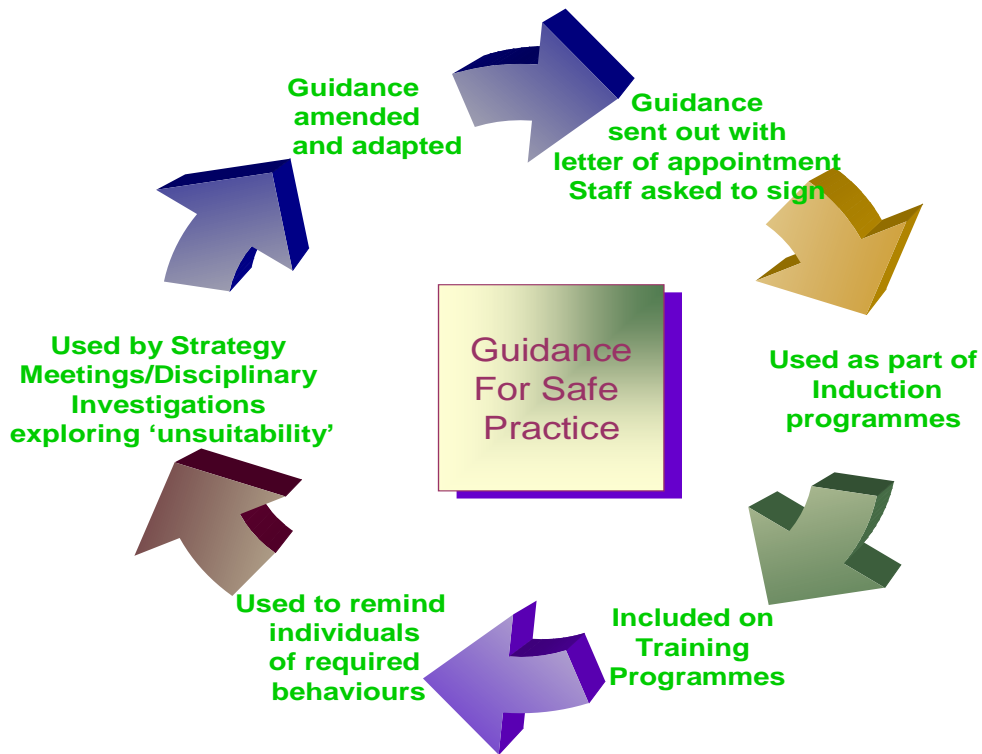 Guidance
amended
and adapted
Guidance
sent out with
letter of appointment
Staff asked to sign
Used as part of
Induction
programmes
Included on
Training
Programmes
Used to remind
individuals
of required
behaviours
Used by Strategy
Meetings/Disciplinary
Investigations
exploring ‘unsuitability’
Guidance
For Safe
Practice